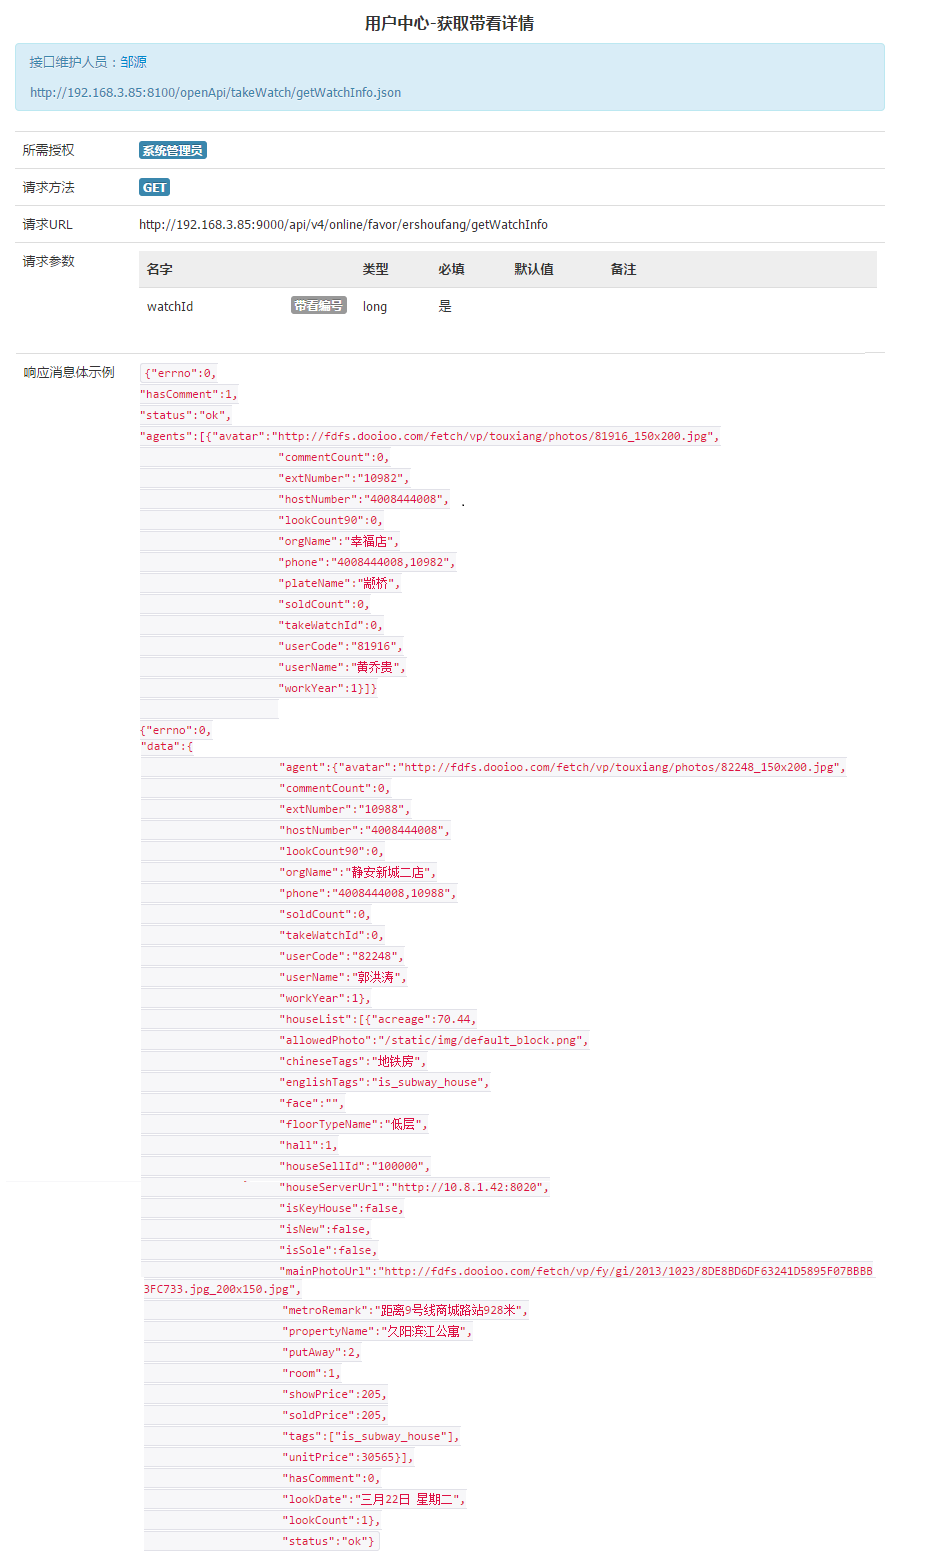 用户中心-获取带看详情
接口维护人员：邹源
http://192.168.3.85:8100/openApi/takeWatch/getWatchInfo.json
所需授权 系统管理员
请求方法 GET
请求URL http://192.168.3.85:9000/api/v4/online/favor/ershoufang/getWatchInfo
请求参数 名字 类型 必填 默认值 备注
watchId 带看编号 long 是
响应消息体示例 {"errno":0,
"hasComment":1,
"status":"ok",
"agents":[{"avatar":"http://fdfs.dooioo.com/fetch/vp/touxiang/photos/81916_150x200.jpg",
"commentCount":0,
"extNumber":"10982",
"hostNumber":"4008444008",
"lookCount90":0,
"orgName":"幸福店",
"phone":"4008444008,10982",
"plateName":"颛桥",
"soldCount":0,
"takeWatchId":0,
"userCode":"81916",
"userName":"黄乔贵",
"workYear":1}]}
{"errno":0,
"data":{
"agent":{"avatar":"http://fdfs.dooioo.com/fetch/vp/touxiang/photos/82248_150x200.jpg",
"commentCount":0,
"extNumber":"10988",
"hostNumber":"4008444008",
"lookCount90":0,
"orgName":"静安新城二店",
"phone":"4008444008,10988",
"soldCount":0,
"takeWatchId":0,
"userCode":"82248",
"userName":"郭洪涛",
"workYear":1},
"houseList":[{"acreage":70.44,
"allowedPhoto":"/static/img/default_block.png",
"chineseTags":"地铁房",
"englishTags":"is_subway_house",
"face":"",
"floorTypeName":"低层",
"hall":1,
"houseSellId":"100000",
"houseServerUrl":"http://10.8.1.42:8020",
"isKeyHouse":false,
"isNew":false,
"isSole":false,
"mainPhotoUrl":"http://fdfs.dooioo.com/fetch/vp/fy/gi/2013/1023/8DE8BD6DF63241D5895F07BBBB
3FC733.jpg_200x150.jpg",
"metroRemark":"距离9号线商城路站928米",
"propertyName":"久阳滨江公寓",
"putAway":2,
"room":1,
"showPrice":205,
"soldPrice":205,
"tags":["is_subway_house"],
"unitPrice":30565}],
"hasComment":0,
"lookDate":"三月22日 星期二",
"lookCount":1},
"status":"ok"}